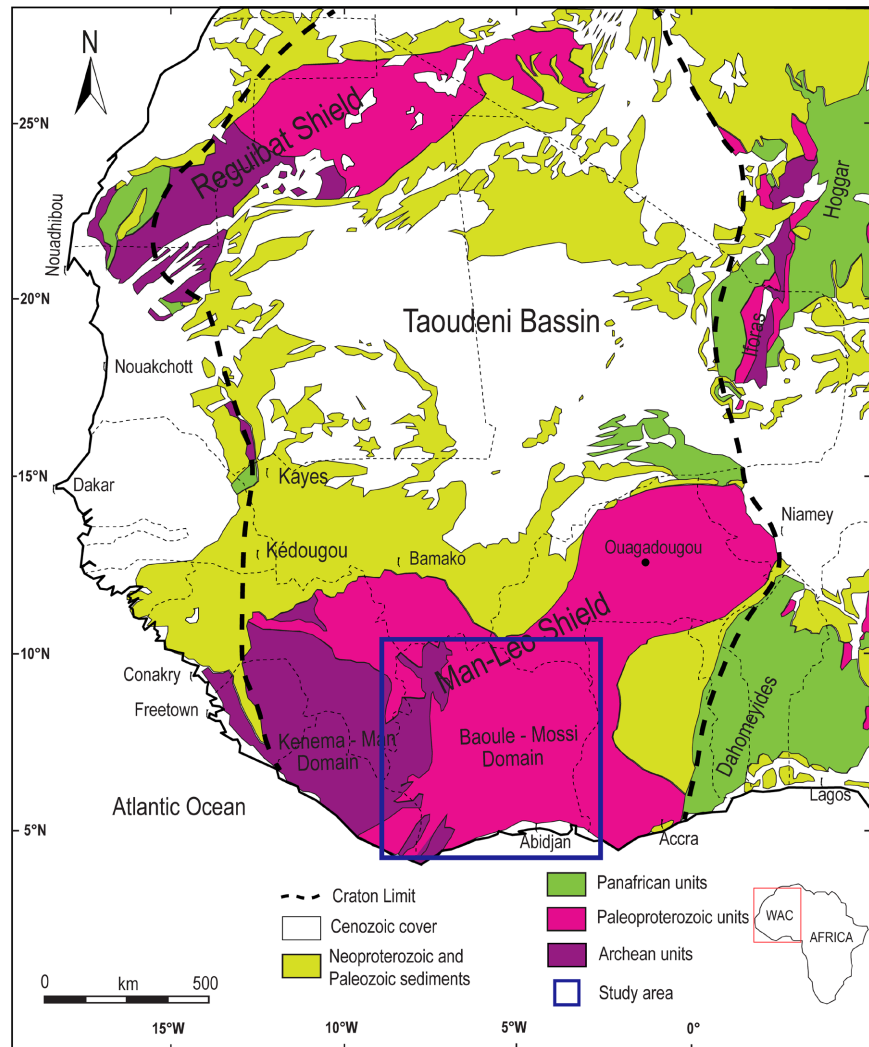 N
25°N
20°N
15°N
10°N
5°N
Reguibat Shield
Nouadhibou
Hoggar
Taoudeni Bassin
Iforas
Nouakchott
Dakar
Kayes
Niamey
Kédougou
Bamako
Ouagadougou
Man-Leo Shield
Conakry
Freetown
Kenema - Man
Domain
Baoule - Mossi
Domain
Dahomeyides
Lagos
Atlantic Ocean
Abidjan
Accra
Craton Limit
Cenozoic cover
Neoproterozoic and
Paleozoic sediments
Panafrican units
Paleoproterozoic units
Archean units
Study area
WAC
AFRICA
0 km 500
15°W
10°W
5°W
0°